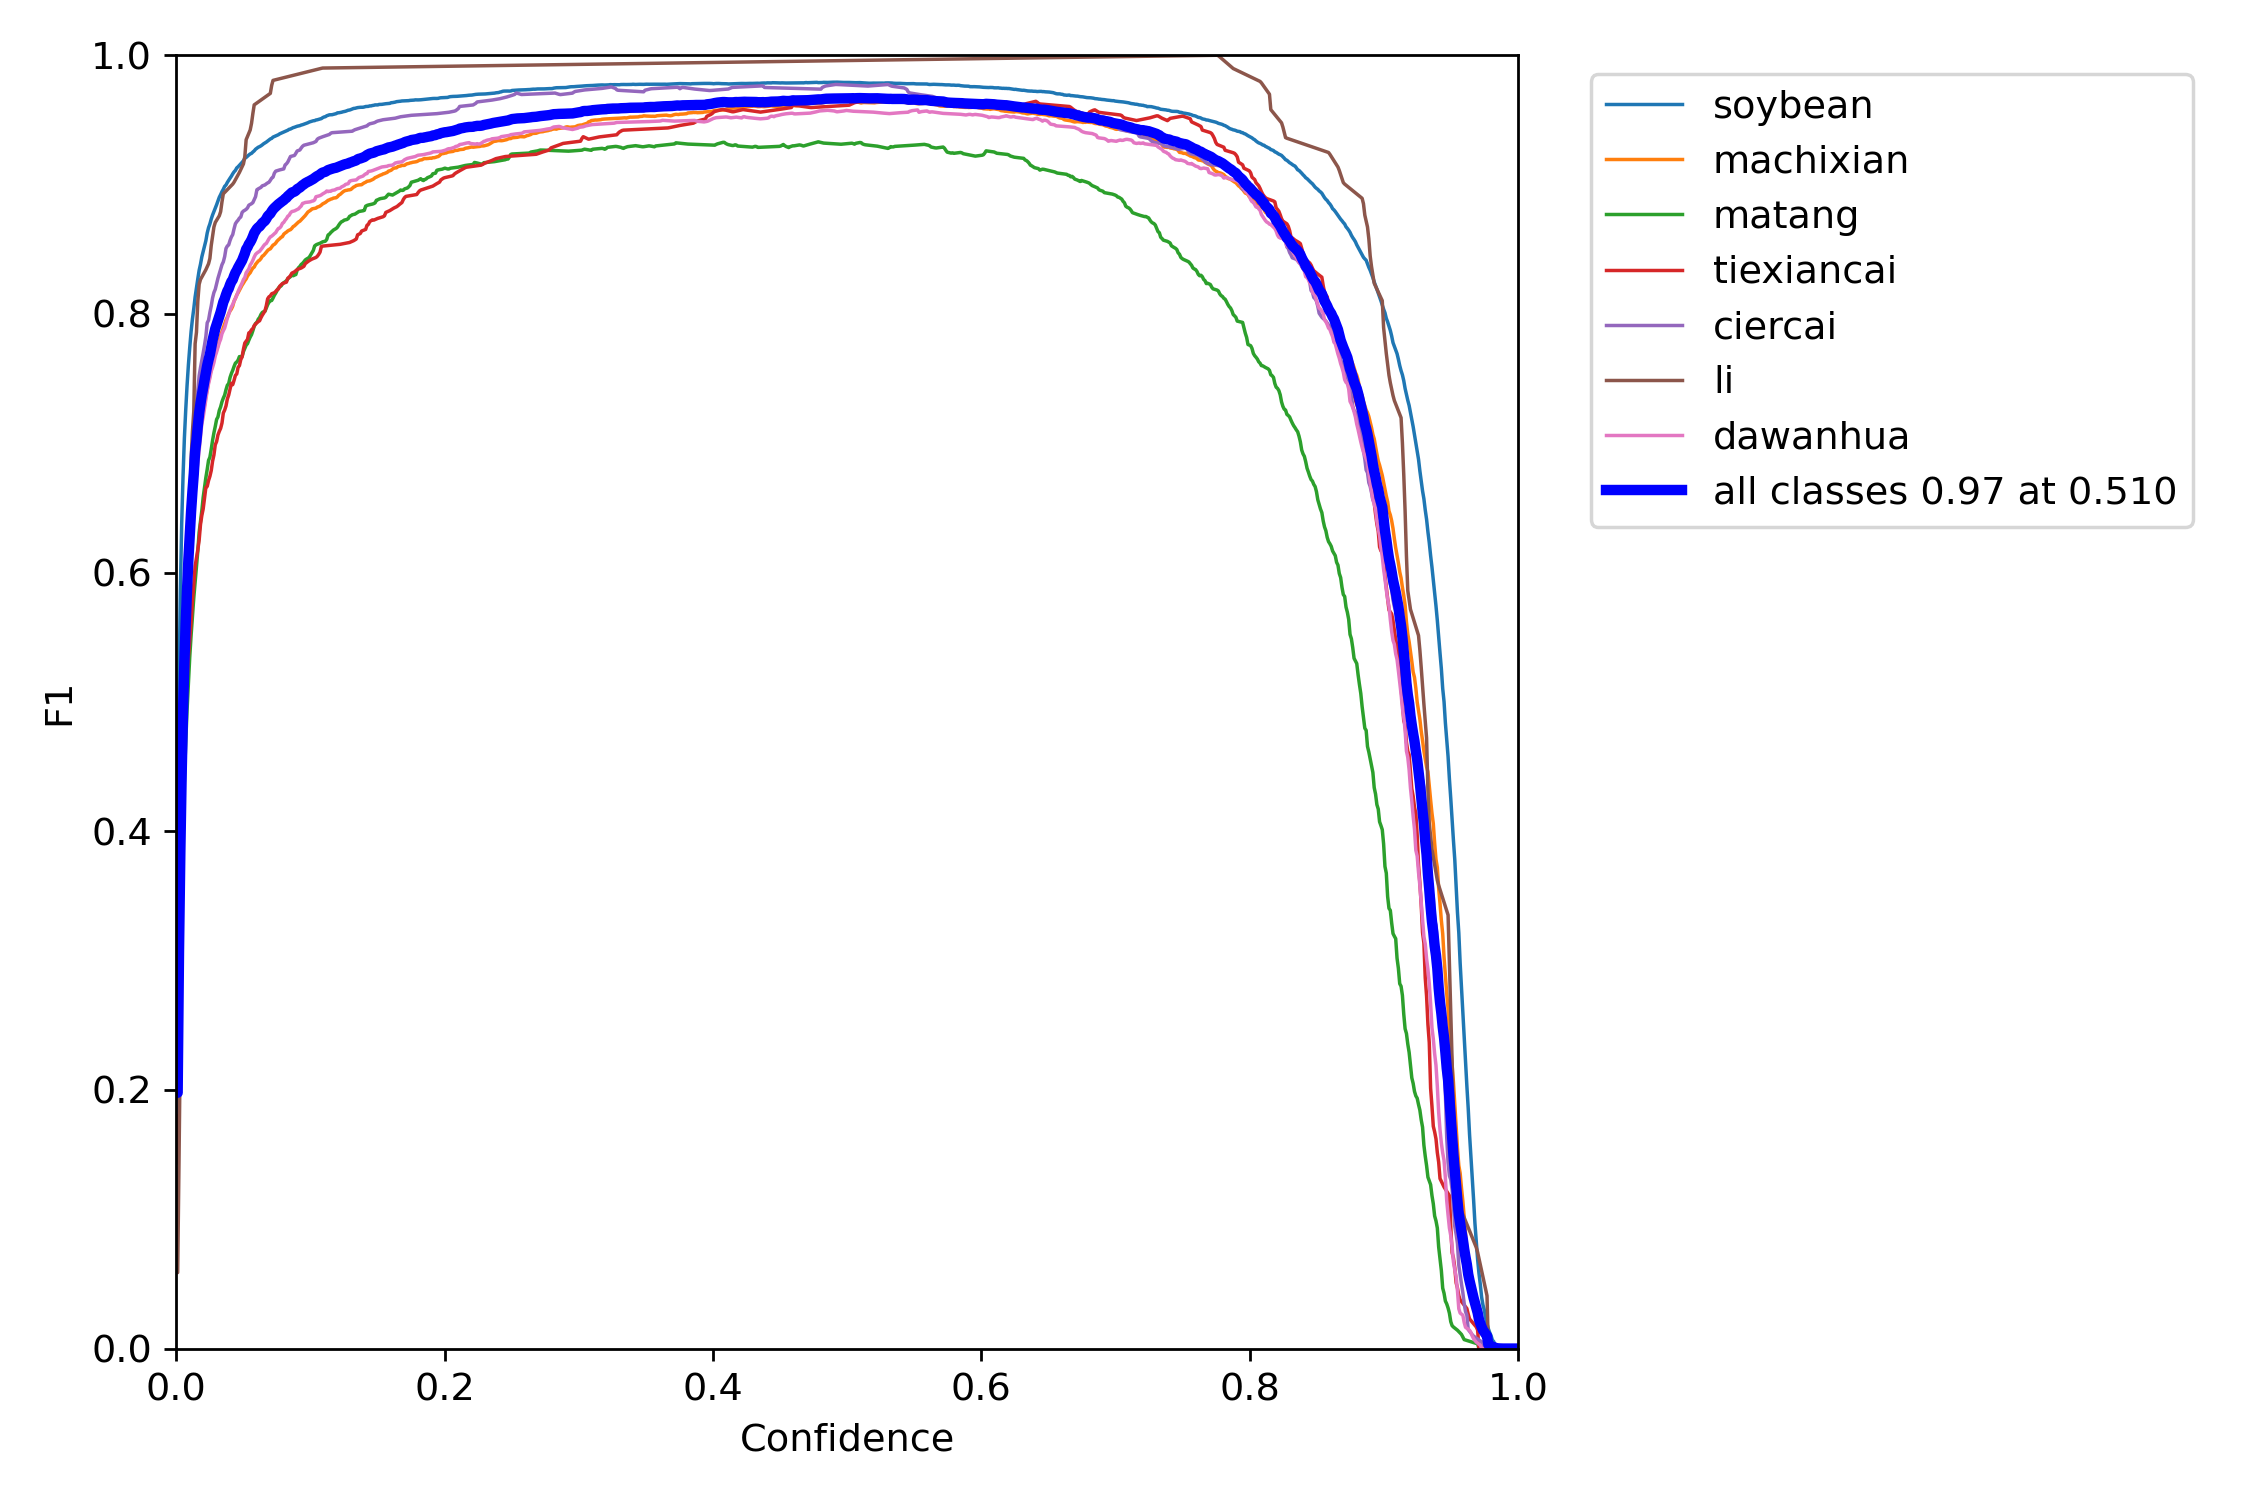 1.0
0.8
0.6
0.4
0.2
0.0
F1
0.0 0.2 0.4 0.6 0.8 1.0
Confidence
soybean
machixian
matang
tiexiancai
ciercai
li
dawanhua
all classes 0.97 at 0.510